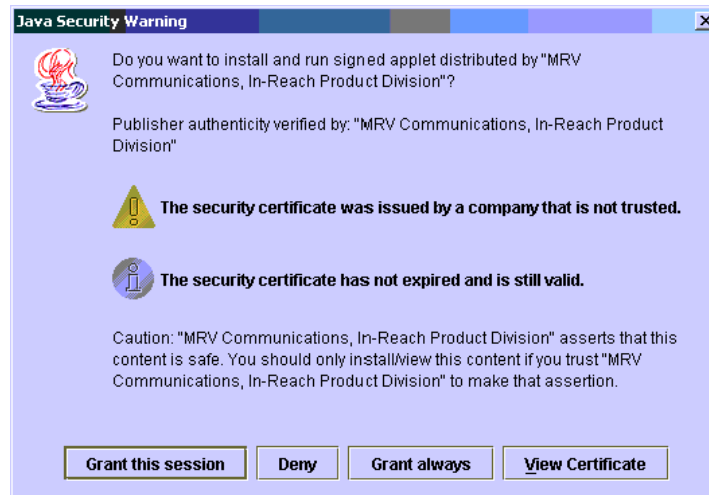 Java Security Warning
Do you want to install and run signed applet distributed by "MRV
Communications, In-Reach Product Division"?
Publisher authenticity verified by: "MRV Communications, In-Reach Product
Division"
The security certificate was issued by a company that is not trusted.
The security certificate has not expired and is still valid.
Caution: "MRV Communications, In-Reach Product Division" asserts that this
content is safe. You should only install/view this content if you trust "MRV
Communications, In-Reach Product Division" to make that assertion.
Grant this session Deny Grant always View Certificate